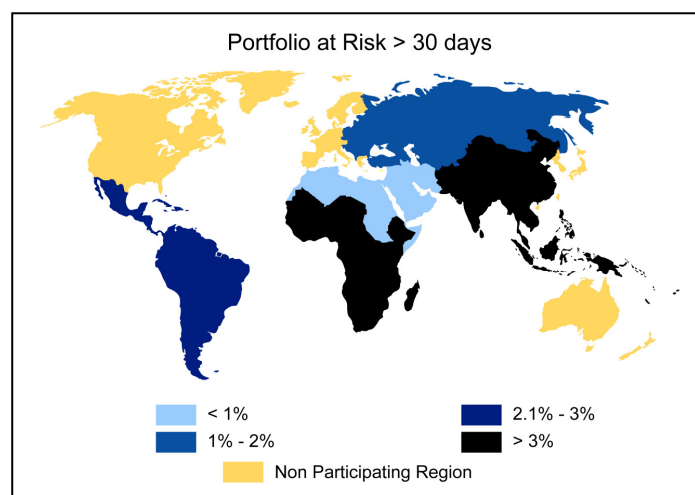 Portfolio at Risk > 30 days
< 1%
2.1% - 3%
1% - 2%
> 3%
Non Participating Region